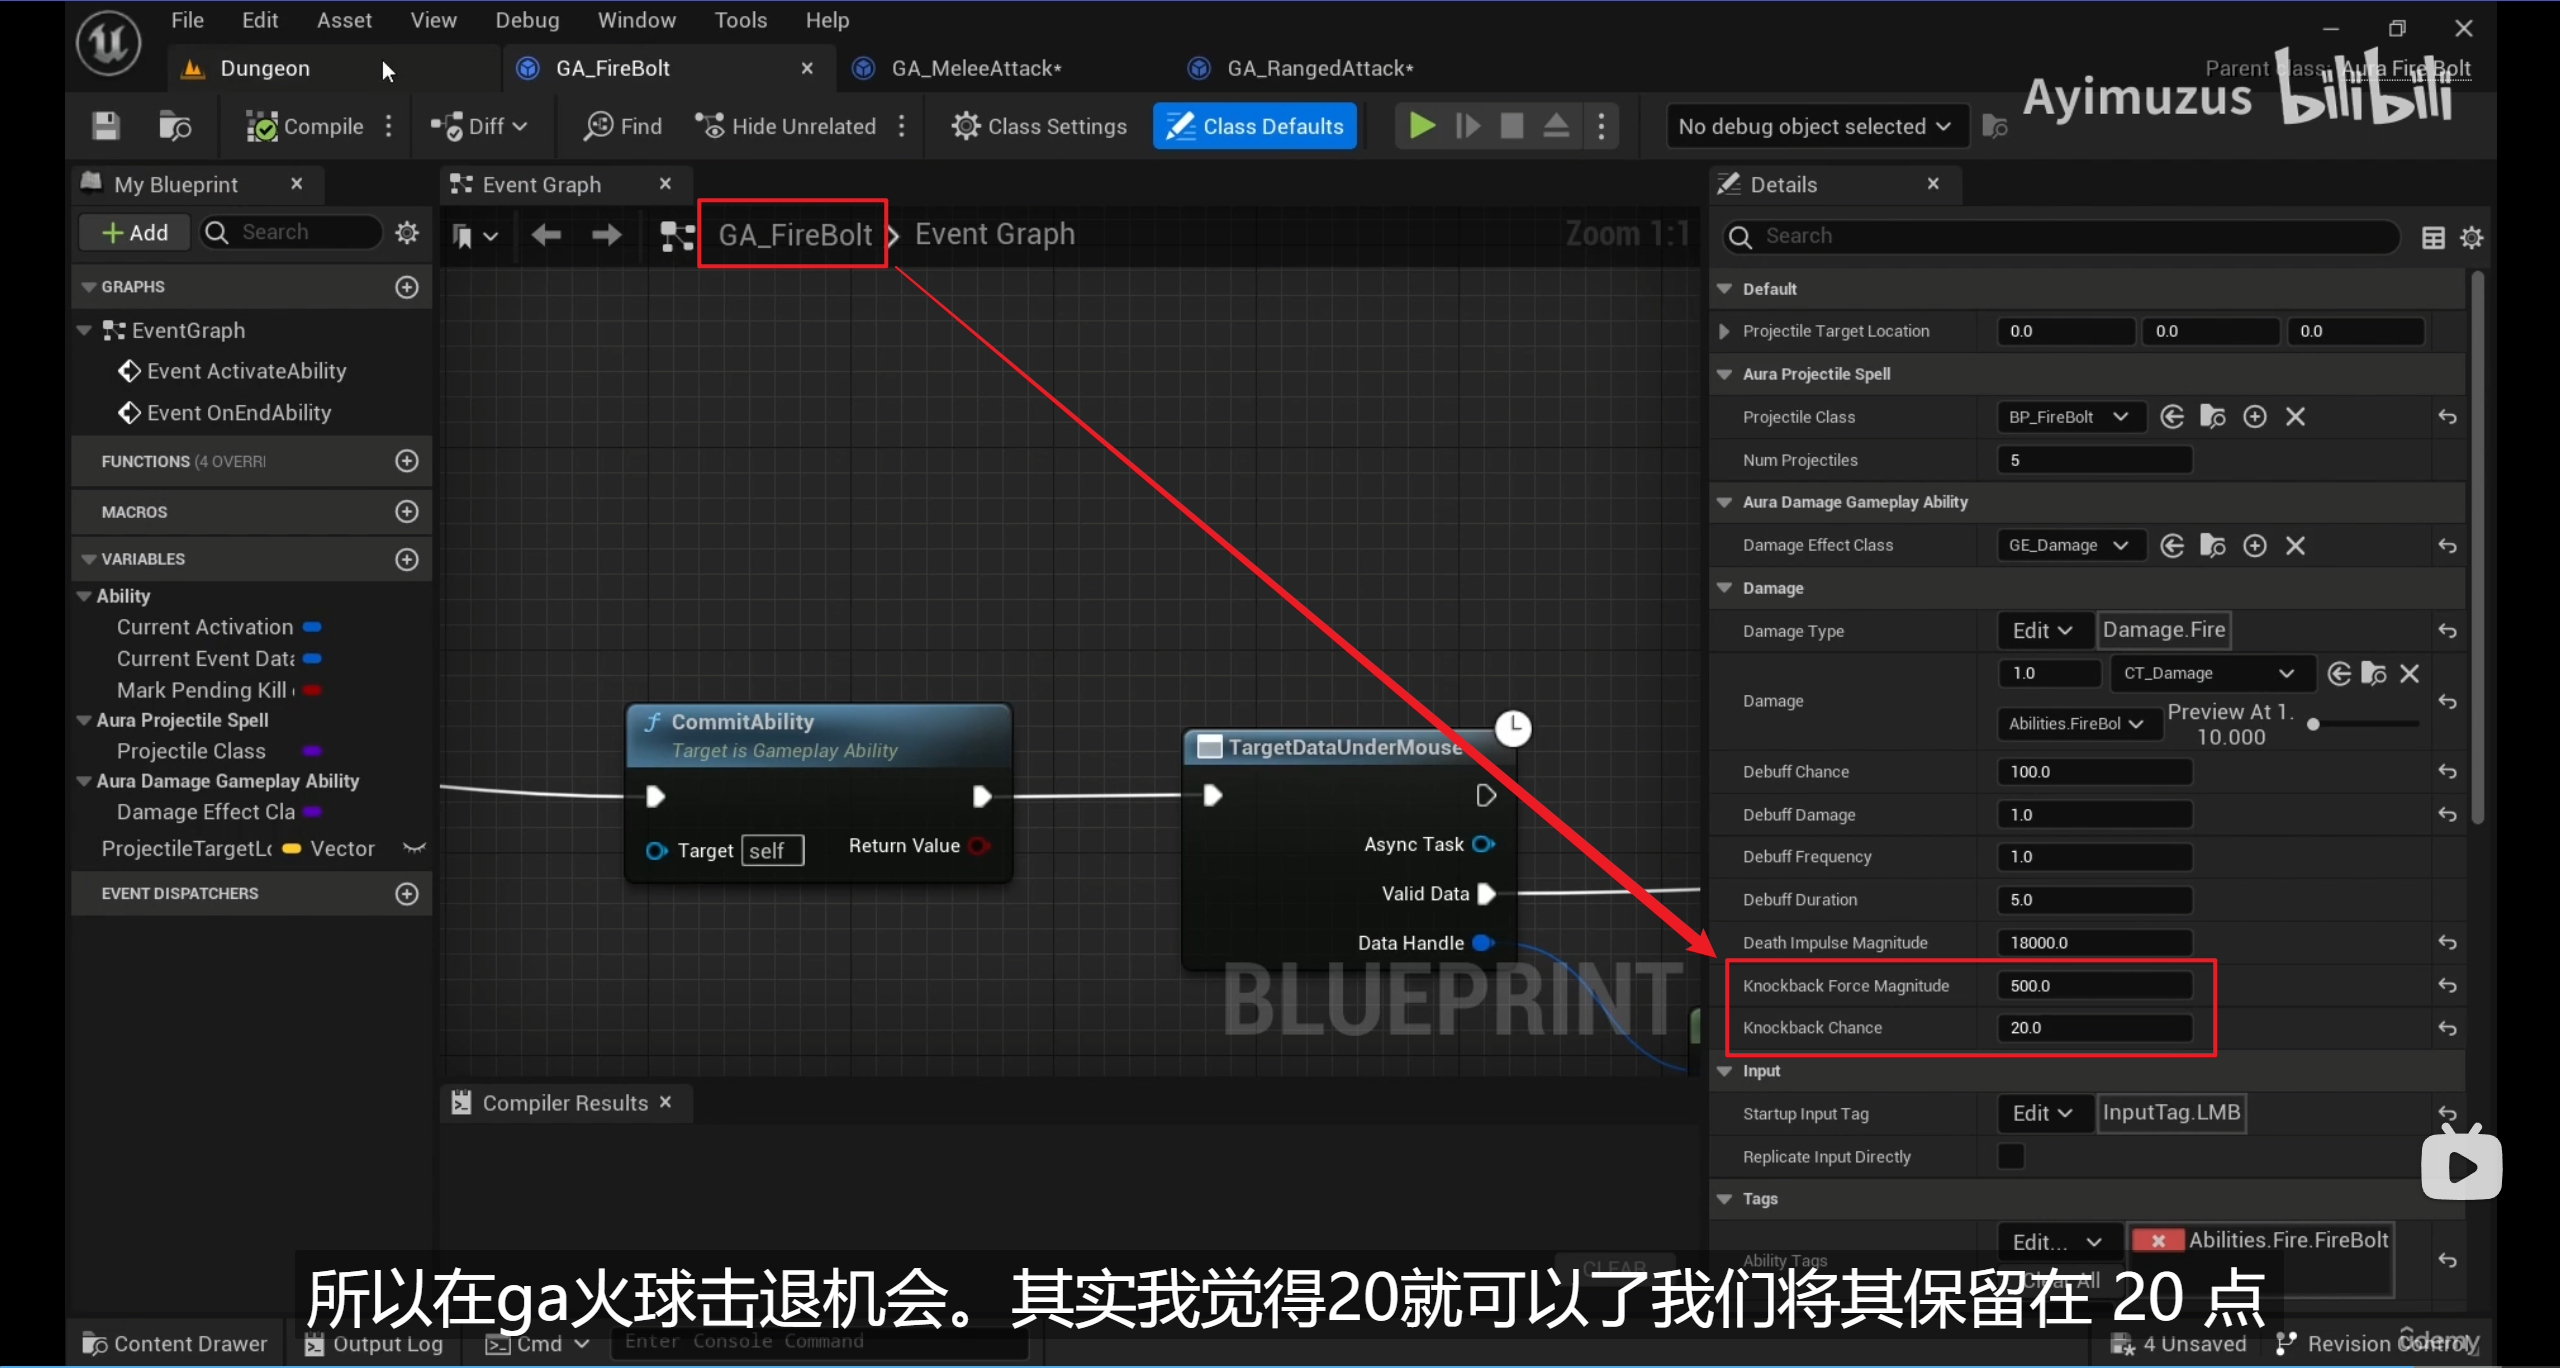 File Edit Asset View Debug Window Tools Help
Dungeon GA_FireBolt GA_MeleeAttack* GA_RangedAttack* Parent class: Aura Fire Bolt
Ayimuzus bilibili
Compile Diff Find Hide Unrelated Class Settings Class Defaults No debug object selected
My Blueprint Event Graph Details
Add Search GA_FireBolt Event Graph Zoom 1:1 Search
GRAPHS
EventGraph
Event ActivateAbility
Event OnEndAbility
FUNCTIONS (4 OVERRI
MACROS
VARIABLES
Ability
Current Activation
Current Event Data
Mark Pending Kill
Aura Projectile Spell
Projectile Class
Aura Damage Gameplay Ability
Damage Effect Cla
ProjectileTargetLo Vector
EVENT DISPATCHERS
CommitAbility
Target is Gameplay Ability
Target self Return Value
TargetDataUnderMouse
Async Task
Valid Data
Data Handle
BLUEPRINT
Compiler Results
CLEAR
Default
Projectile Target Location 0.0 0.0 0.0
Aura Projectile Spell
Projectile Class BP_FireBolt
Num Projectiles 5
Aura Damage Gameplay Ability
Damage Effect Class GE_Damage
Damage
Damage Type Edit Damage.Fire
Damage 1.0 CT_Damage
Abilities.FireBol Preview At 1.
10.000
Debuff Chance 100.0
Debuff Damage 1.0
Debuff Frequency 1.0
Debuff Duration 5.0
Death Impulse Magnitude 18000.0
Knockback Force Magnitude 500.0
Knockback Chance 20.0
Input
Startup Input Tag Edit InputTag.LMB
Replicate Input Directly
Tags
Ability Tags Edit... Abilities.Fire.FireBolt
Clear All
所以在ga火球击退机会。其实我觉得20就可以了我们将其保留在 20 点
Content Drawer Output Log Cmd Enter Console Command 4 Unsaved Revision Control
ûdemy